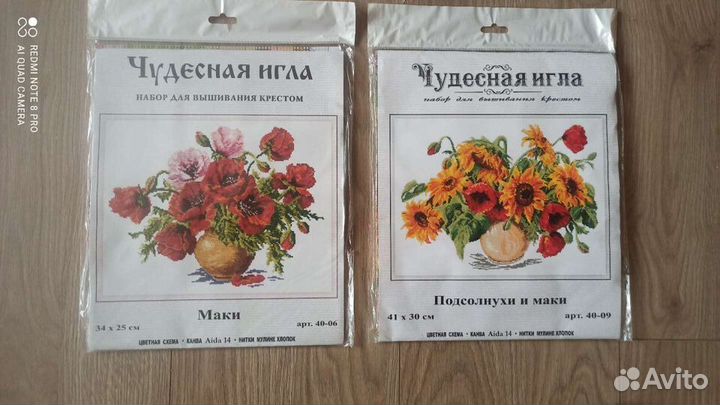 REDMI NOTE 8 PRO
AI QUAD CAMERA
Чудесная игла
НАБОР ДЛЯ ВЫШИВАНИЯ КРЕСТОМ
Маки
34 х 25 см
арт. 40-06
ЦВЕТНАЯ СХЕМА • КАНВА Aida 14 • НИТКИ МУЛИНЕ ХЛОПОК
Чудесная игла
набор для вышивания крестом
Подсолнухи и маки
41 х 30 см
арт. 40-09
ЦВЕТНАЯ СХЕМА • КАНВА Aida 14 • НИТКИ МУЛИНЕ ХЛОПОК
Avito